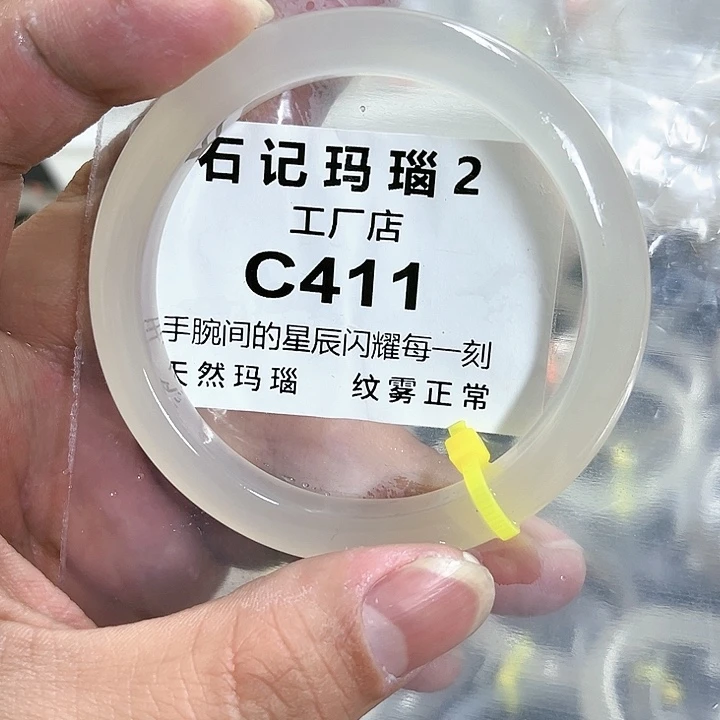 石记玛瑙2
工厂店
C411
手腕间的星辰闪耀每一刻
天然玛瑙 纹雾正常